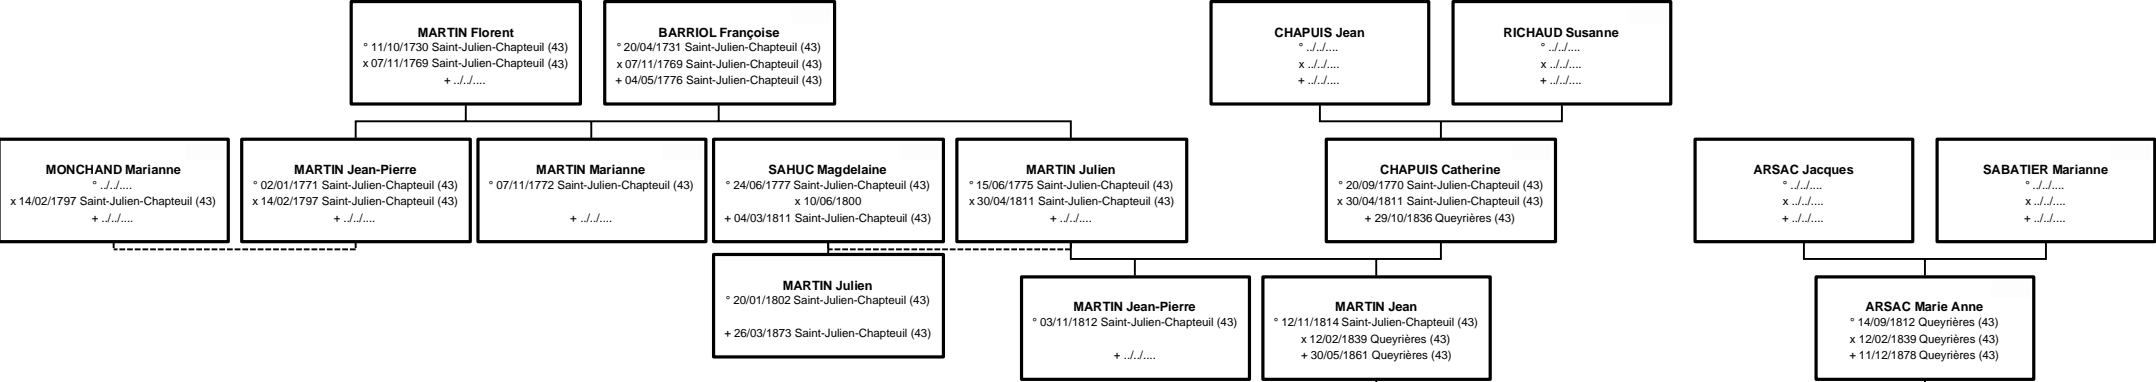 MARTIN Florent
° 11/10/1730 Saint-Julien-Chapteuil (43)
x 07/11/1769 Saint-Julien-Chapteuil (43)
+ ../../....
BARRIOL Françoise
° 20/04/1731 Saint-Julien-Chapteuil (43)
x 07/11/1769 Saint-Julien-Chapteuil (43)
+ 04/05/1776 Saint-Julien-Chapteuil (43)
CHAPUIS Jean
° ../../....
x ../../....
+ ../../....
RICHAUD Susanne
° ../../....
x ../../....
+ ../../....
MONCHAND Marianne
° ../../....
x 14/02/1797 Saint-Julien-Chapteuil (43)
+ ../../....
MARTIN Jean-Pierre
° 02/01/1771 Saint-Julien-Chapteuil (43)
x 14/02/1797 Saint-Julien-Chapteuil (43)
+ ../../....
MARTIN Marianne
° 07/11/1772 Saint-Julien-Chapteuil (43)
+ ../../....
SAHUC Magdelaine
° 24/06/1777 Saint-Julien-Chapteuil (43)
x 10/06/1800
+ 04/03/1811 Saint-Julien-Chapteuil (43)
MARTIN Julien
° 15/06/1775 Saint-Julien-Chapteuil (43)
x 30/04/1811 Saint-Julien-Chapteuil (43)
+ ../../....
CHAPUIS Catherine
° 20/09/1770 Saint-Julien-Chapteuil (43)
x 30/04/1811 Saint-Julien-Chapteuil (43)
+ 29/10/1836 Queyrières (43)
ARSAC Jacques
° ../../....
x ../../....
+ ../../....
SABATIER Marianne
° ../../....
x ../../....
+ ../../....
MARTIN Julien
° 20/01/1802 Saint-Julien-Chapteuil (43)
+ 26/03/1873 Saint-Julien-Chapteuil (43)
MARTIN Jean-Pierre
° 03/11/1812 Saint-Julien-Chapteuil (43)
+ ../../....
MARTIN Jean
° 12/11/1814 Saint-Julien-Chapteuil (43)
x 12/02/1839 Queyrières (43)
+ 30/05/1861 Queyrières (43)
ARSAC Marie Anne
° 14/09/1812 Queyrières (43)
x 12/02/1839 Queyrières (43)
+ 11/12/1878 Queyrières (43)